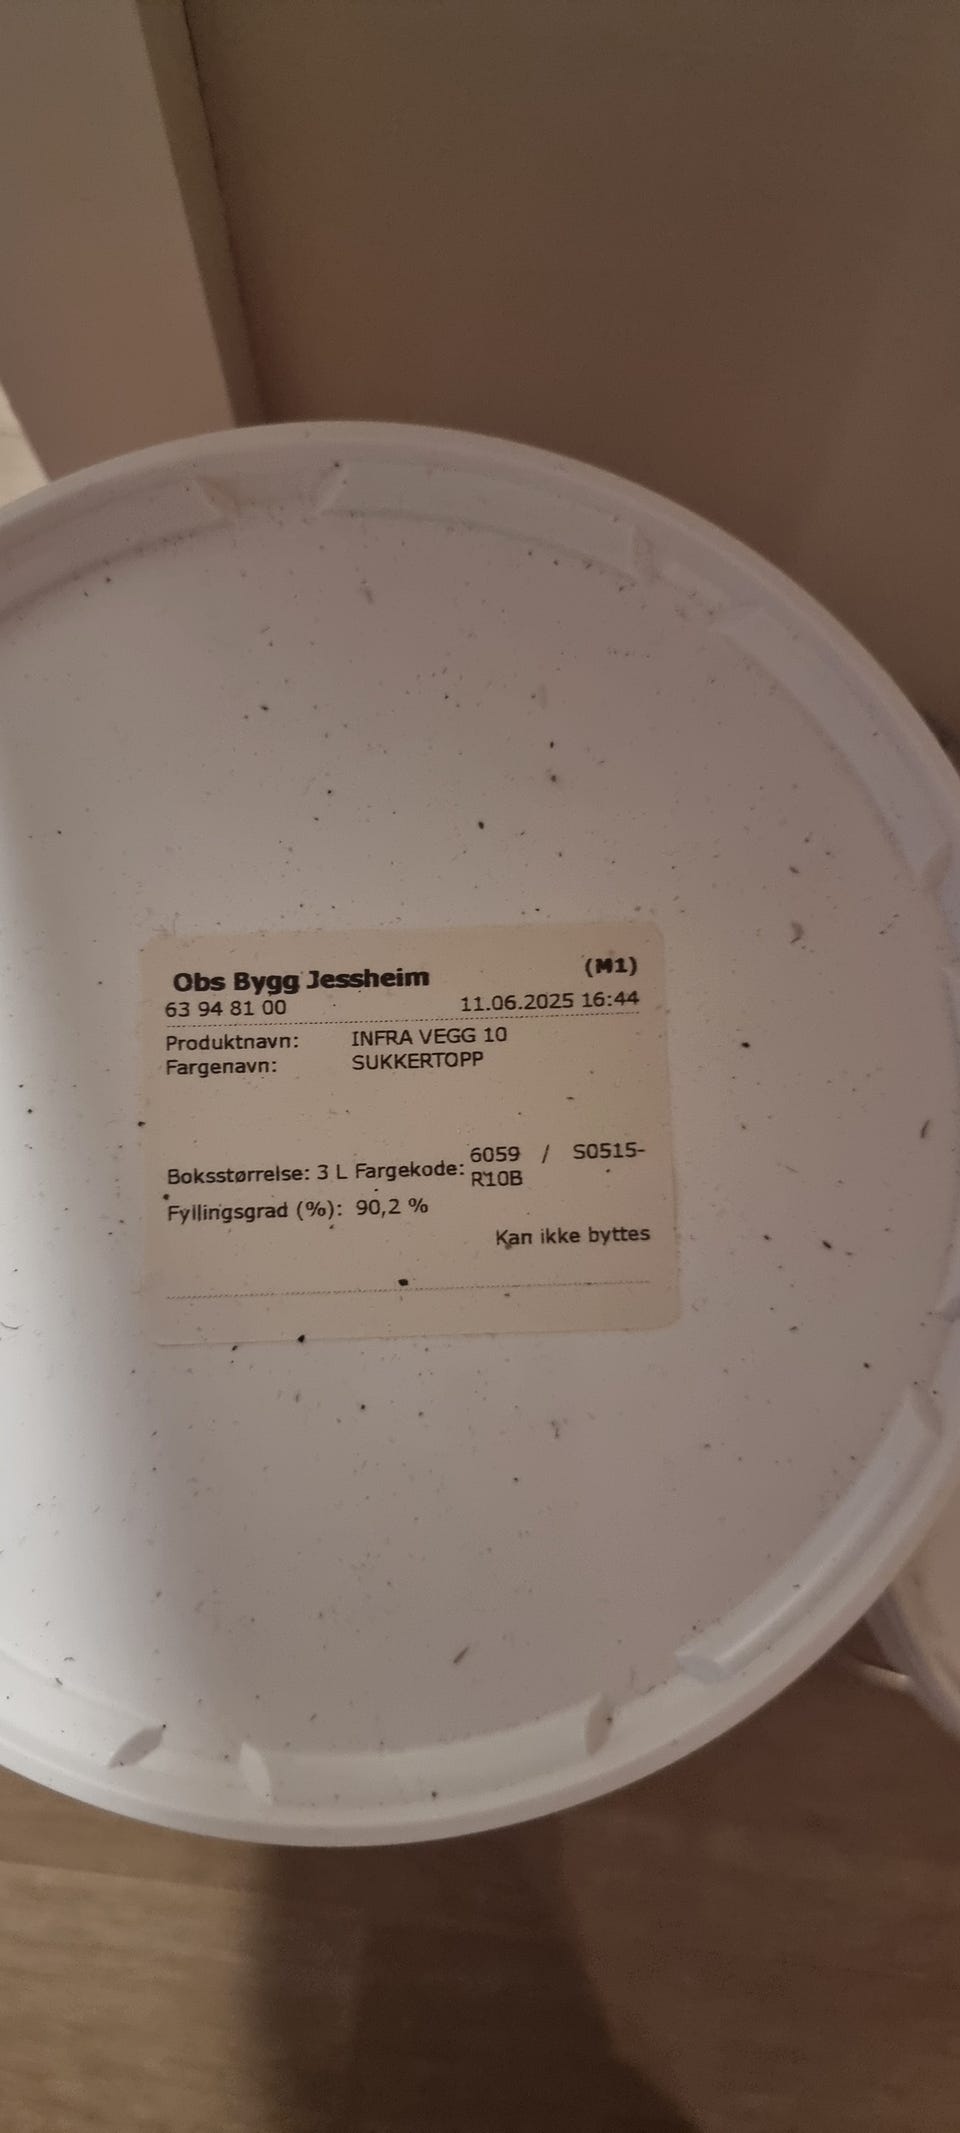 Obs Bygg Jessheim (M1)
63 94 81 00 11.06.2025 16:44
Produktnavn: INFRA VEGG 10
Fargenavn: SUKKERTOPP
Boksstørrelse: 3 L Fargekode: 6059 / S0515-
R10B
Fyllingsgrad (%): 90,2 %
Kan ikke byttes